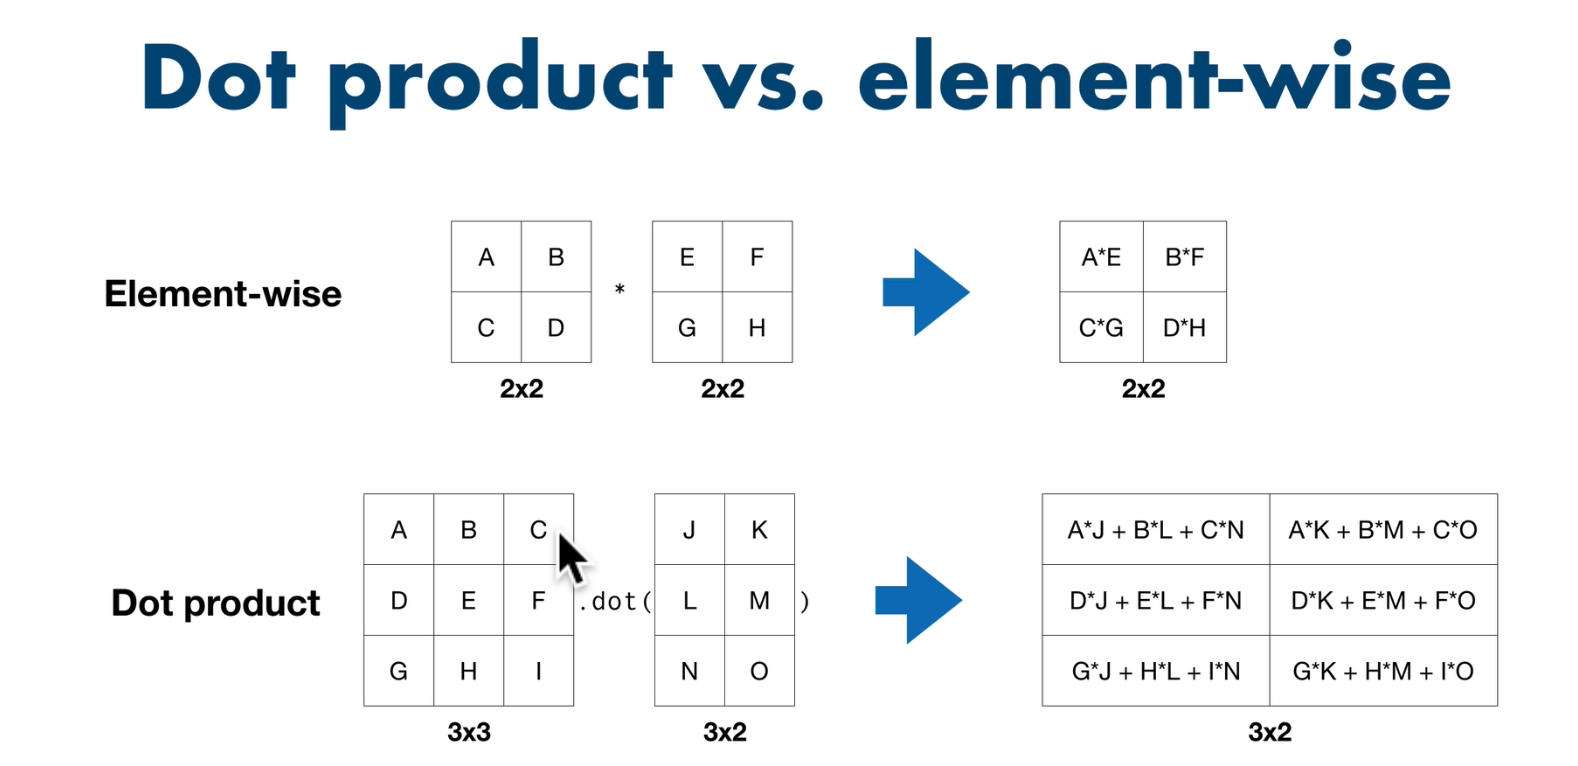 Dot product vs. element-wise
Element-wise
A B
C D
2x2
*
E F
G H
2x2
A*E B*F
C*G D*H
2x2
Dot product
A B C
D E F
G H I
3x3
.dot(
J K
L M
N O
)
3x2
A*J + B*L + C*N A*K + B*M + C*O
D*J + E*L + F*N D*K + E*M + F*O
G*J + H*L + I*N G*K + H*M + I*O
3x2